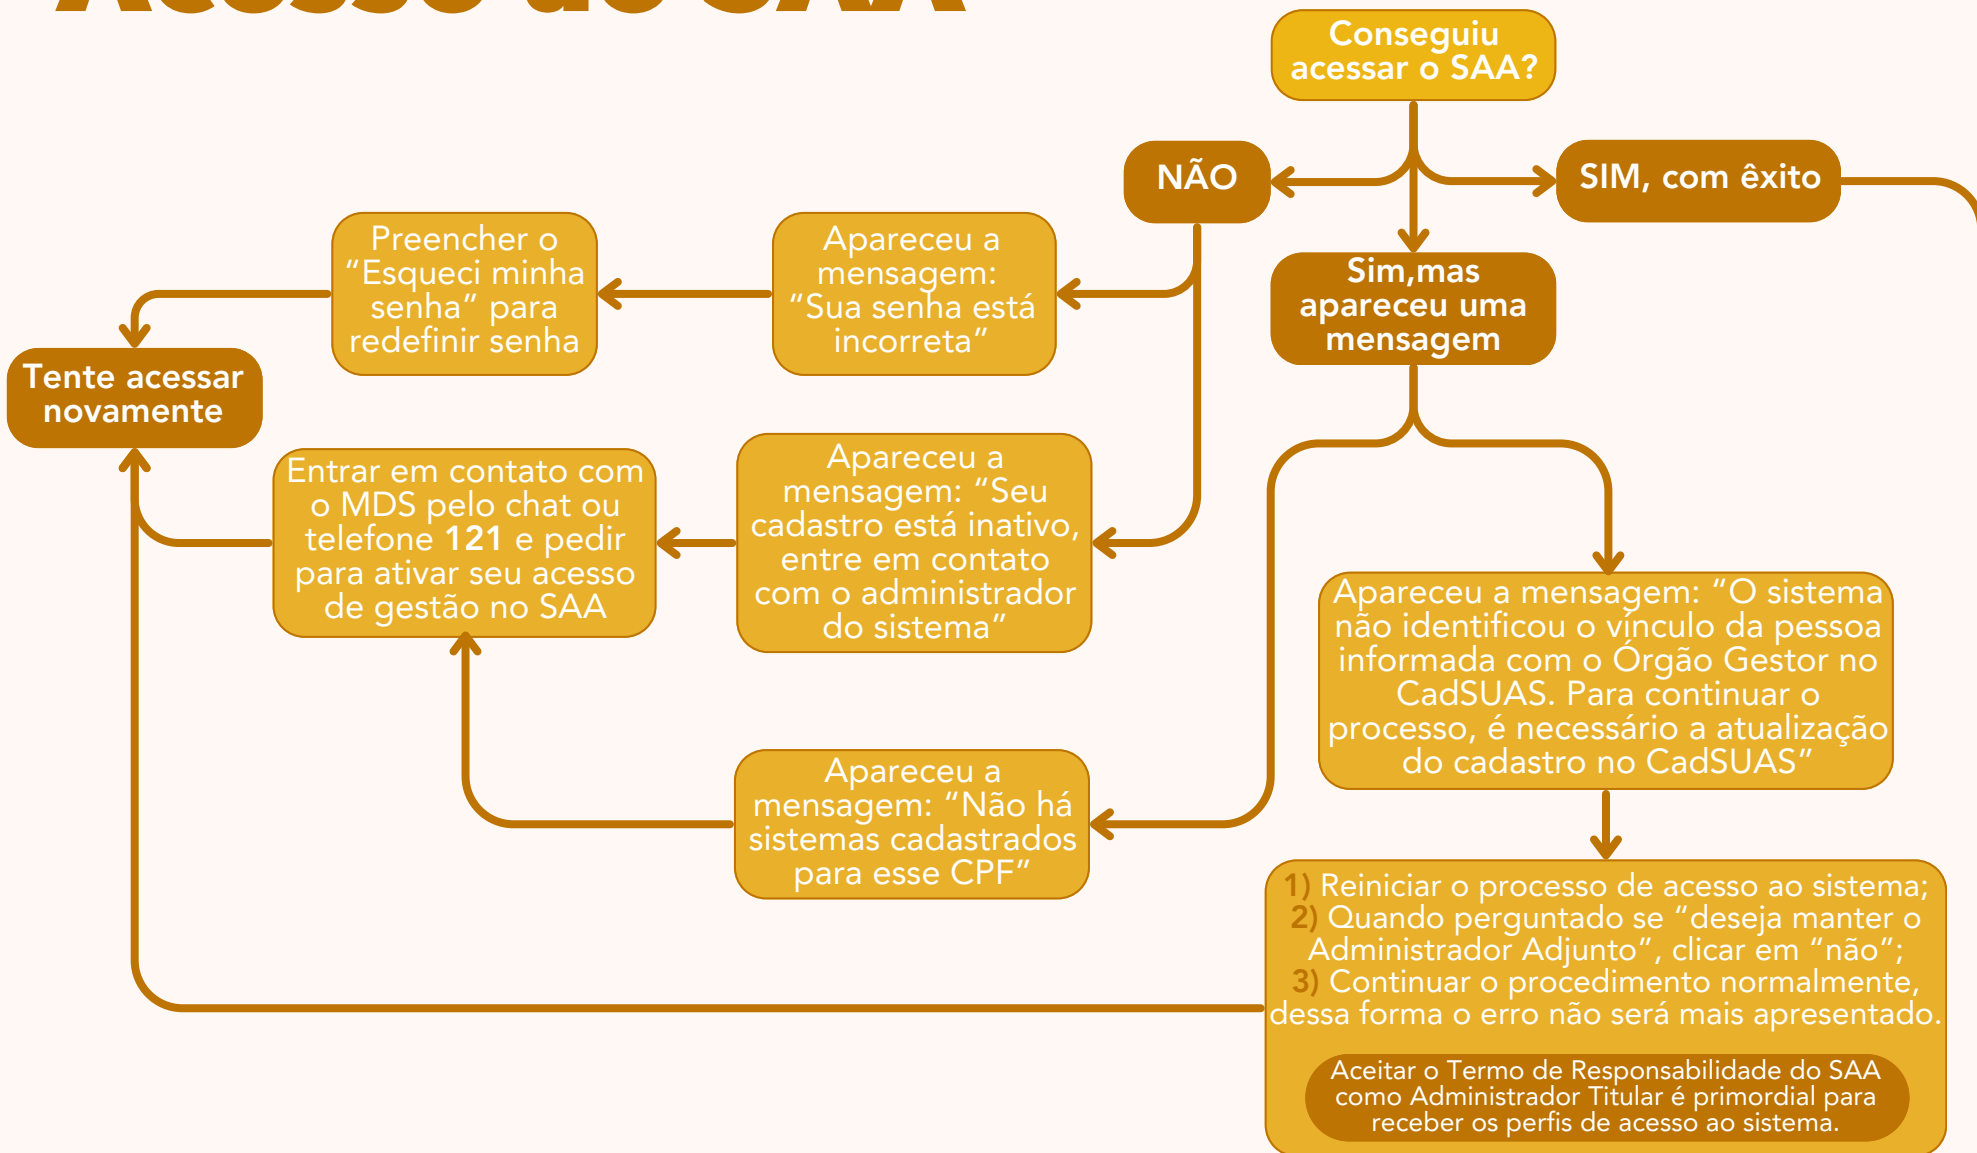 Acesso ao SAA
Conseguiu
acessar o SAA?
NÃO
SIM, com êxito
Sim,mas
apareceu uma
mensagem
Apareceu a
mensagem:
“Sua senha está
incorreta”
Preencher o
“Esqueci minha
senha” para
redefinir senha
Tente acessar
novamente
Apareceu a
mensagem: “Seu
cadastro está inativo,
entre em contato
com o administrador
do sistema”
Entrar em contato com
o MDS pelo chat ou
telefone 121 e pedir
para ativar seu acesso
de gestão no SAA
Apareceu a
mensagem: “Não há
sistemas cadastrados
para esse CPF”
Apareceu a mensagem: “O sistema
não identificou o vínculo da pessoa
informada com o Órgão Gestor no
CadSUAS. Para continuar o
processo, é necessário a atualização
do cadastro no CadSUAS”
1) Reiniciar o processo de acesso ao sistema;
2) Quando perguntado se “deseja manter o
Administrador Adjunto”, clicar em “não”;
3) Continuar o procedimento normalmente,
dessa forma o erro não será mais apresentado.
Aceitar o Termo de Responsabilidade do SAA
como Administrador Titular é primordial para
receber os perfis de acesso ao sistema.